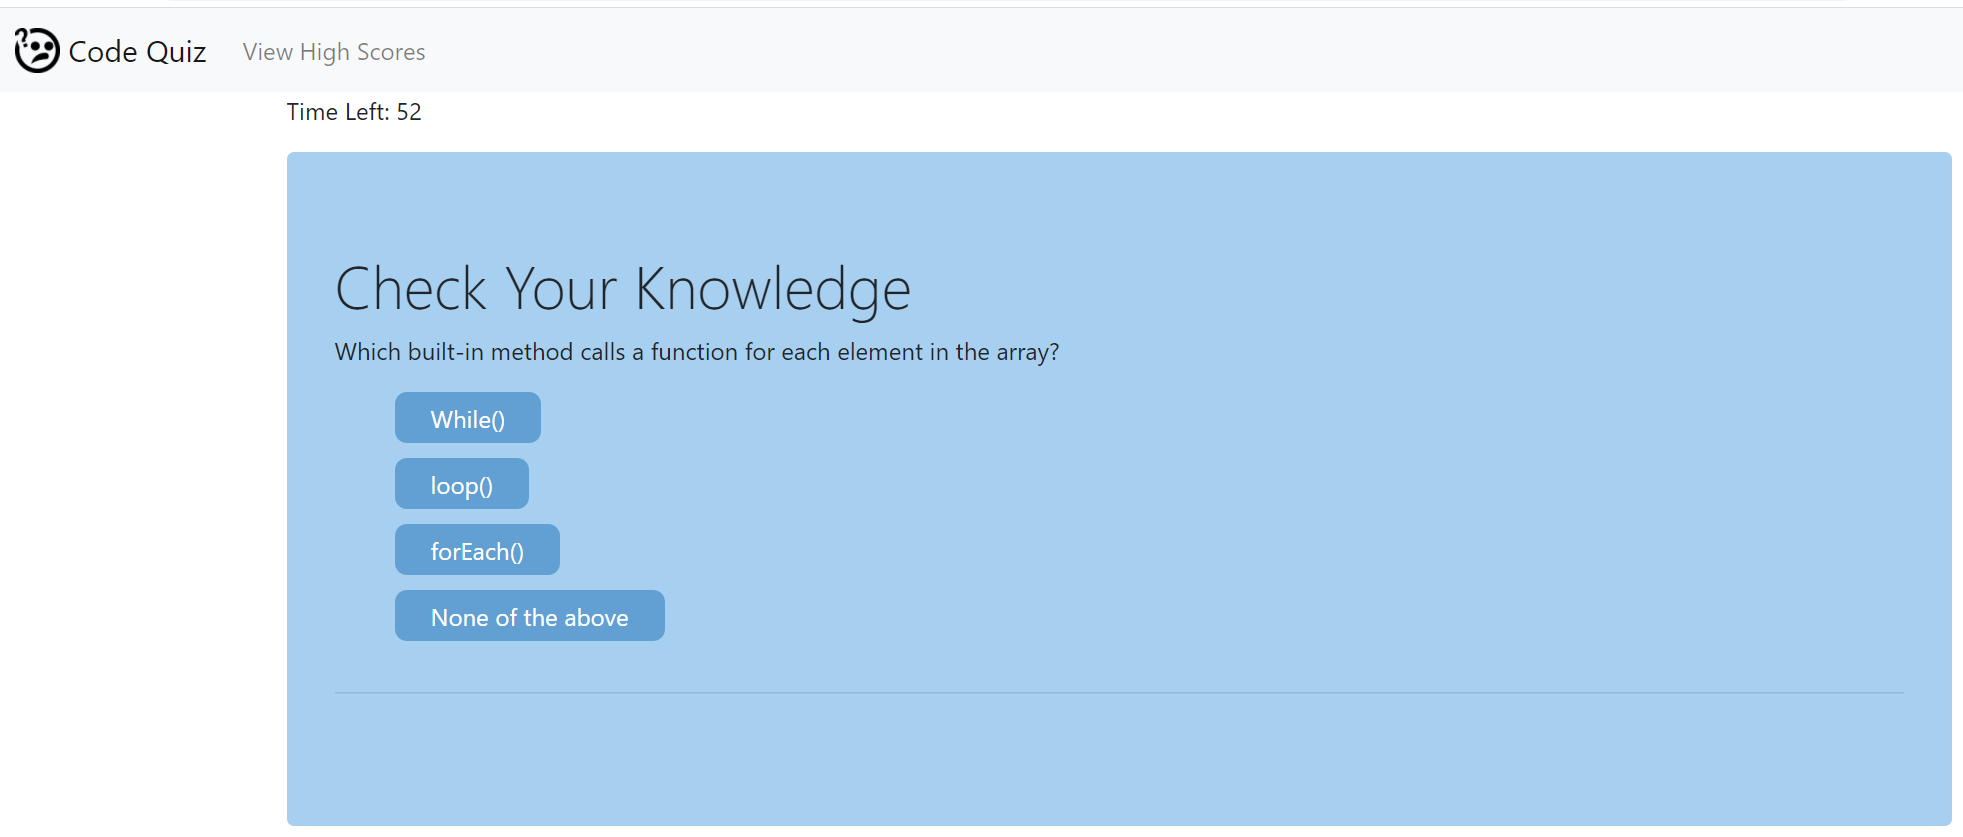 Code Quiz View High Scores
Time Left: 52
Check Your Knowledge
Which built-in method calls a function for each element in the array?
While()
loop()
forEach()
None of the above